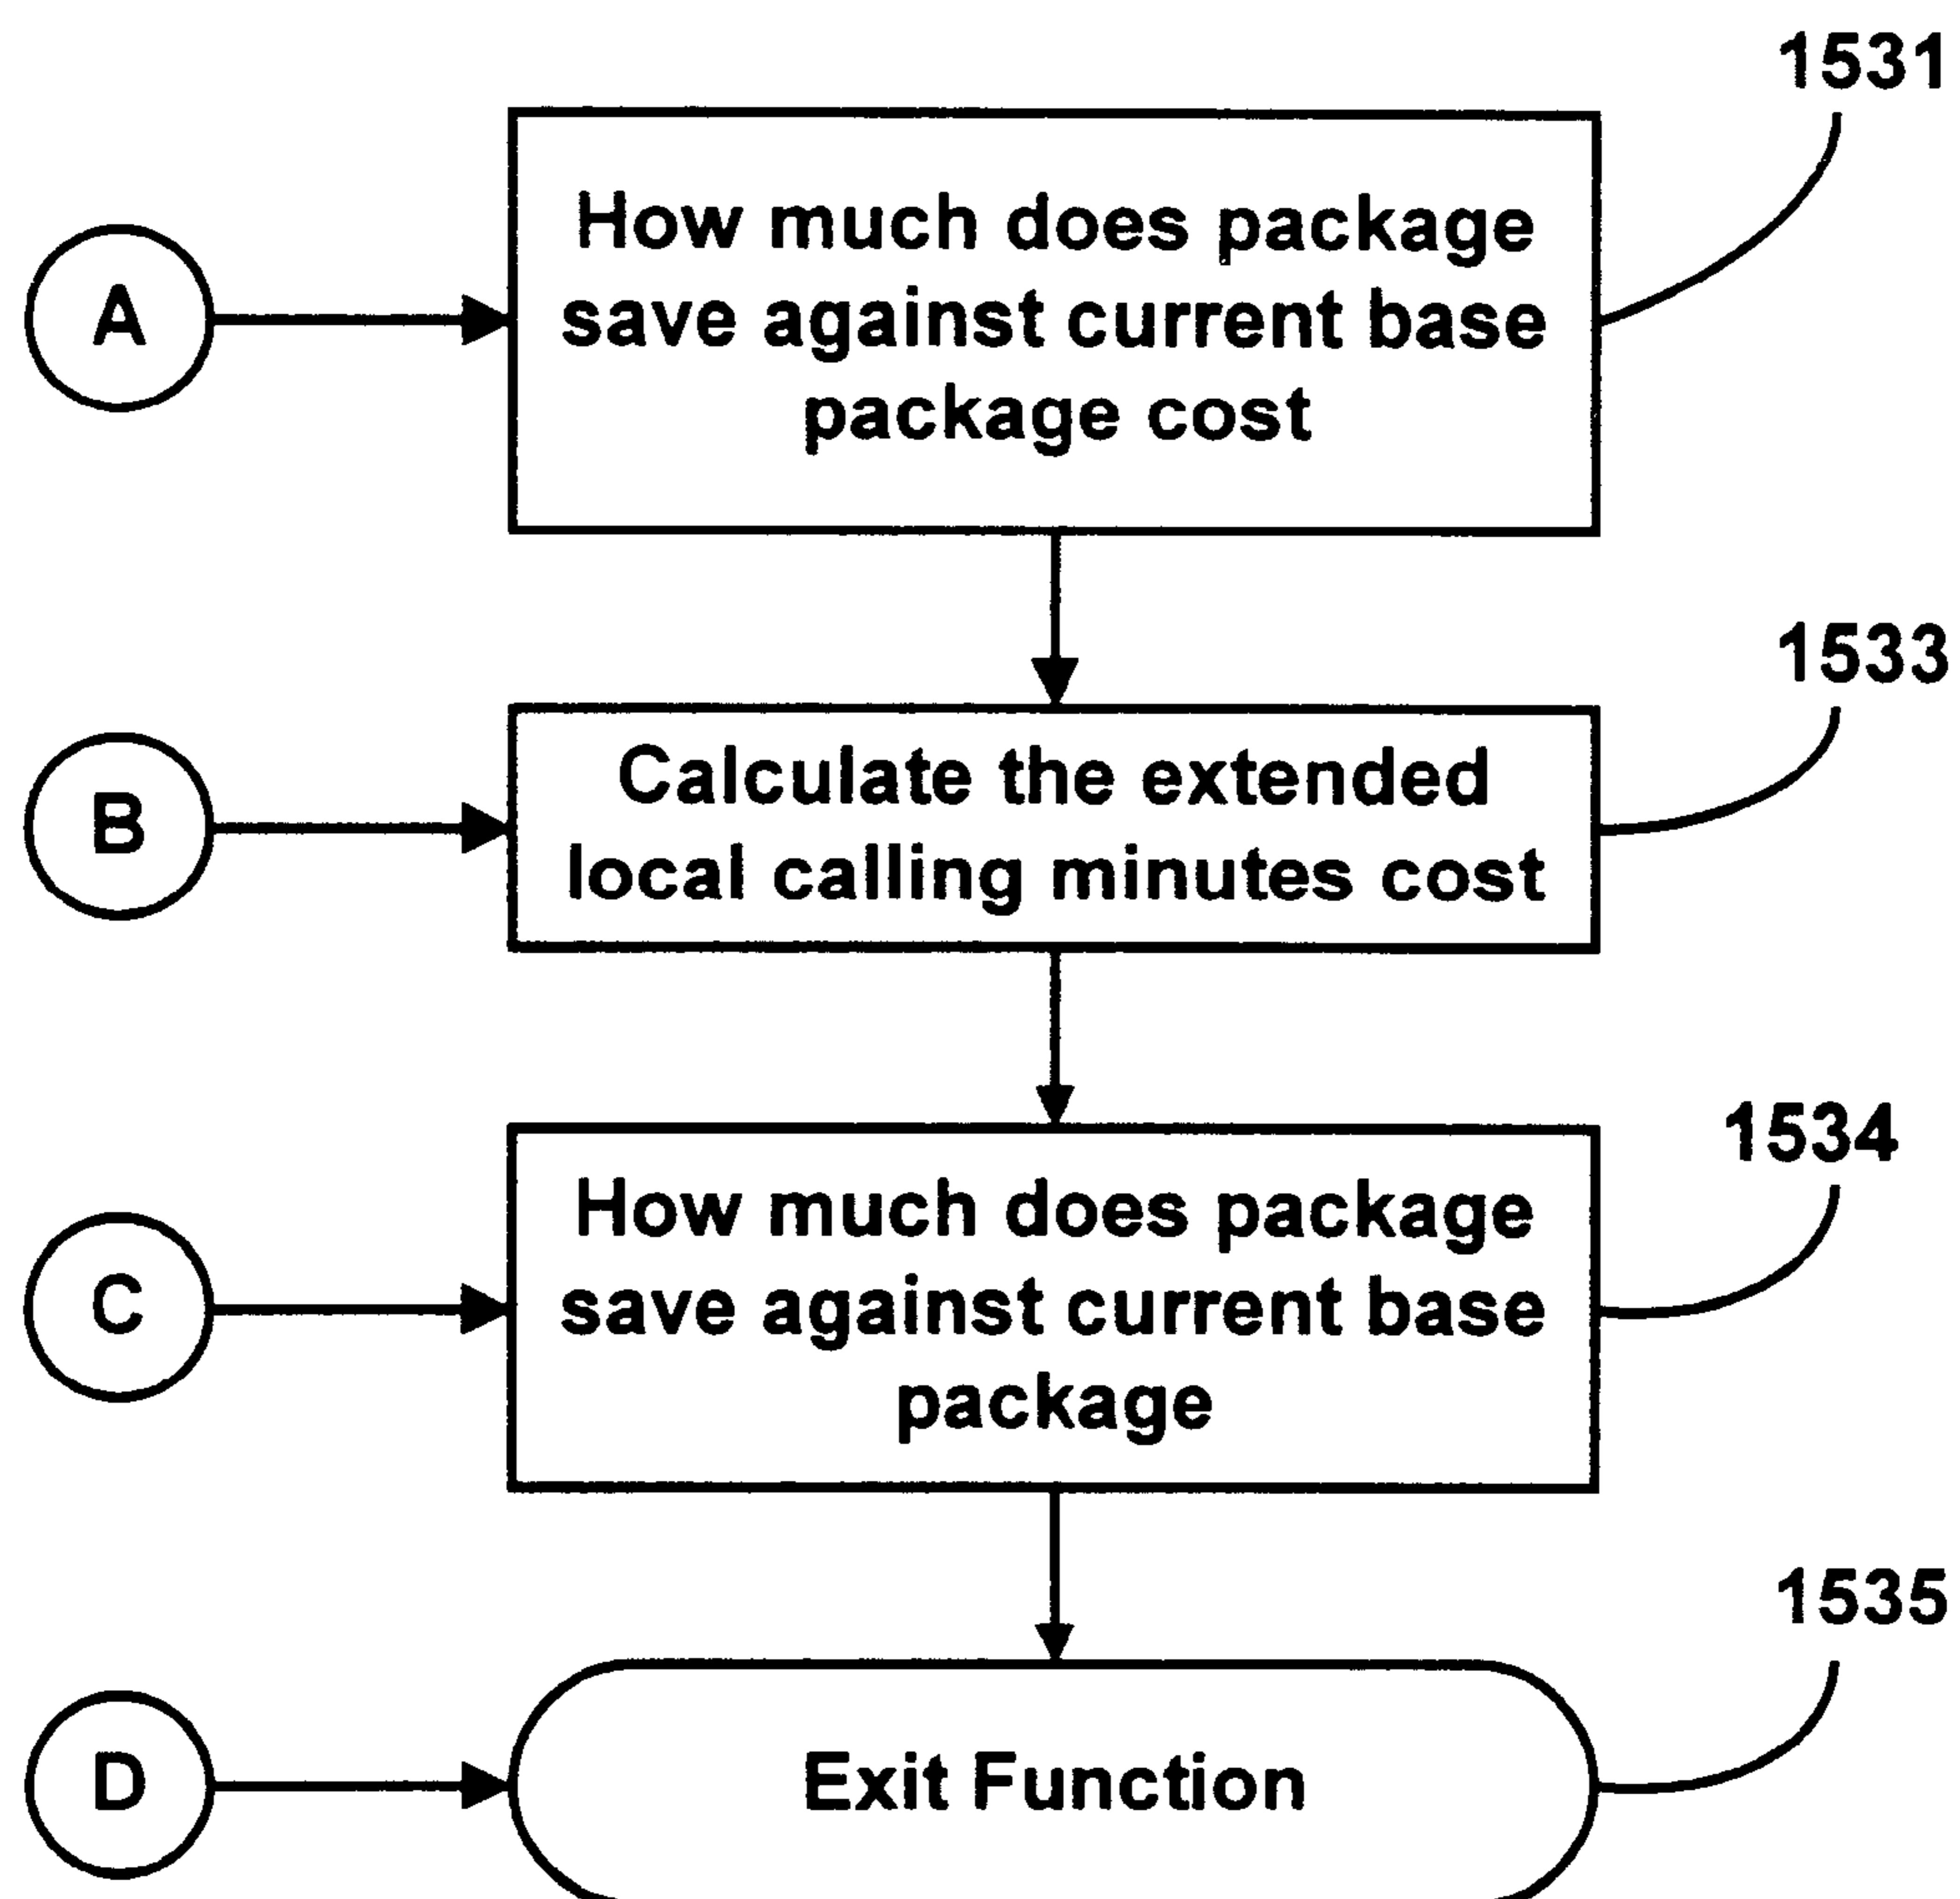 1531
How much does package
save against current base
package cost
A
1533
Calculate the extended
local calling minutes cost
B
1534
How much does package
save against current base
package
C
1535
Exit Function
D